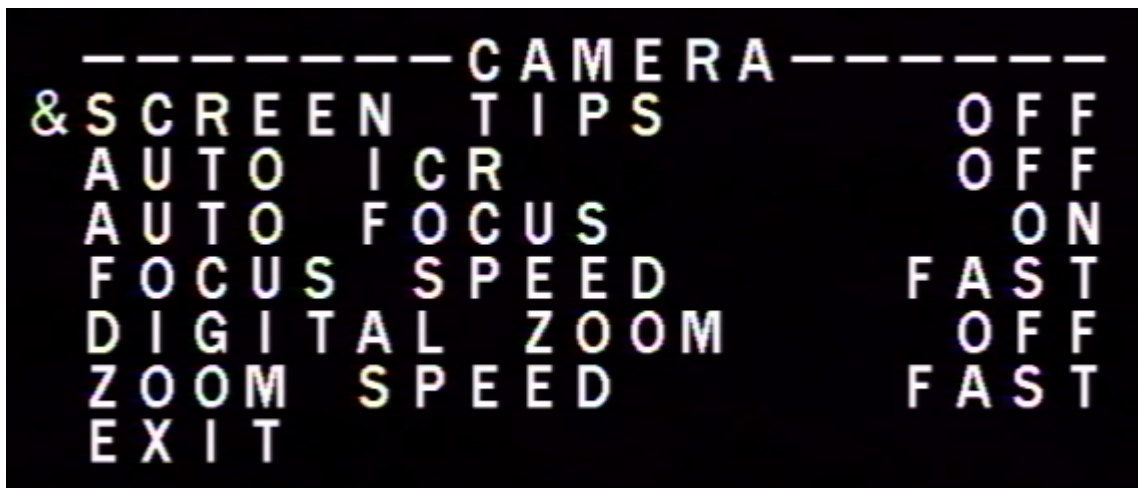 -------CAMERA------
&SCREEN TIPS OFF
AUTO ICR OFF
AUTO FOCUS ON
FOCUS SPEED FAST
DIGITAL ZOOM OFF
ZOOM SPEED FAST
EXIT